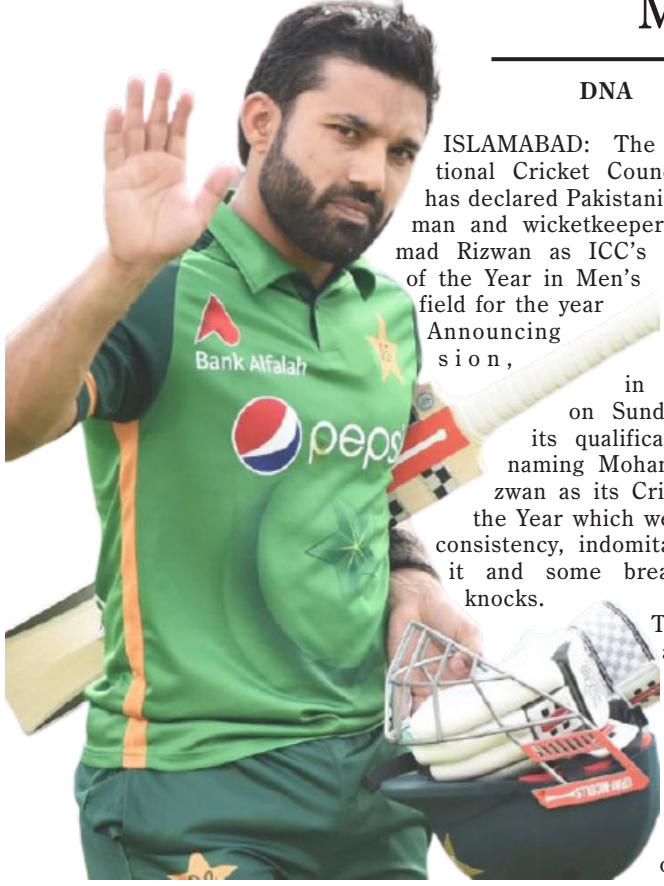 M
DNA
ISLAMABAD: The
tional Cricket Counc
has declared Pakistani
man and wicketkeeper
mad Rizwan as ICC's
of the Year in Men's
field for the year
Announcing
sion,
in
on Sund
its qualifica
naming Mohan
zwan as its Cri
the Year which we
consistency, indomita
it and some brea
knocks.
T
a
c
Bank Alfalah
pepsi
GRAY-NICOLLS